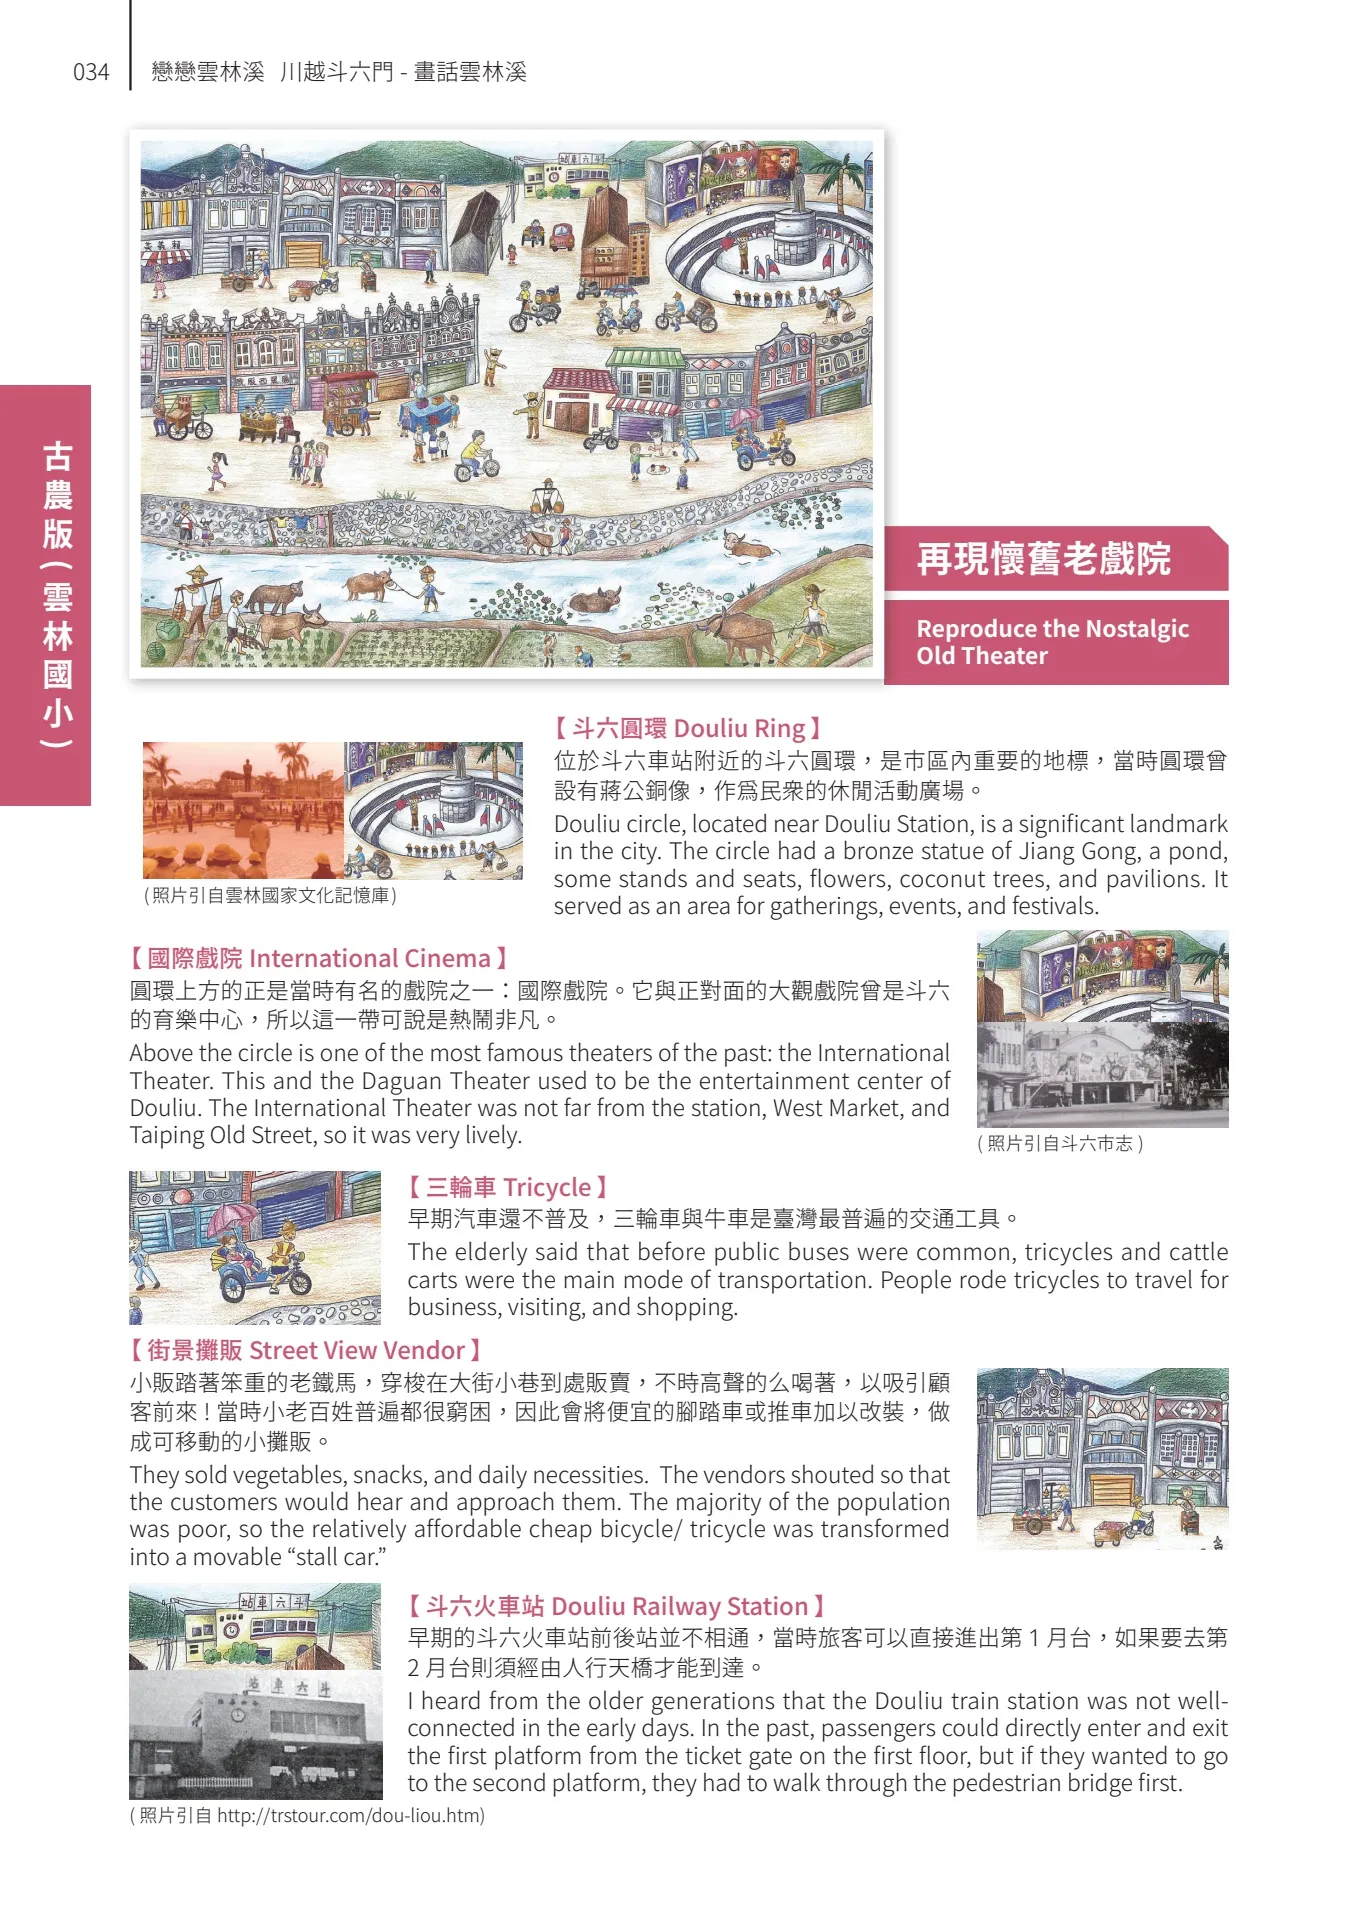 034
戀戀雲林溪 川越斗六門 - 畫話雲林溪
古農版(雲林國小)
再現懷舊老戲院
Reproduce the Nostalgic
Old Theater
【斗六圓環 Douliu Ring】
位於斗六車站附近的斗六圓環，是市區內重要的地標，當時圓環曾
設有蔣公銅像，作為民眾的休閒活動廣場。
Douliu circle, located near Douliu Station, is a significant landmark
in the city. The circle had a bronze statue of Jiang Gong, a pond,
some stands and seats, flowers, coconut trees, and pavilions. It
served as an area for gatherings, events, and festivals.
(照片引自雲林國家文化記憶庫)
【國際戲院 International Cinema】
圓環上方的正是當時有名的戲院之一：國際戲院。它與正對面的大觀戲院曾是斗六
的育樂中心，所以這一帶可說是熱鬧非凡。
Above the circle is one of the most famous theaters of the past: the International
Theater. This and the Daguan Theater used to be the entertainment center of
Douliu. The International Theater was not far from the station, West Market, and
Taiping Old Street, so it was very lively.
(照片引自斗六市志)
【三輪車 Tricycle】
早期汽車還不普及，三輪車與牛車是臺灣最普遍的交通工具。
The elderly said that before public buses were common, tricycles and cattle
carts were the main mode of transportation. People rode tricycles to travel for
business, visiting, and shopping.
【街景攤販 Street View Vendor】
小販踏著笨重的老鐵馬，穿梭在大街小巷到處販賣，不時高聲的么喝著，以吸引顧
客前來！當時小老百姓普遍都很窮困，因此會將便宜的腳踏車或推車加以改裝，做
成可移動的小攤販。
They sold vegetables, snacks, and daily necessities.  The vendors shouted so that
the customers would hear and approach them. The majority of the population
was poor, so the relatively affordable cheap bicycle/ tricycle was transformed
into a movable “stall car.”
站車六斗
站車六斗
【斗六火車站 Douliu Railway Station】
早期的斗六火車站前後站並不相通，當時旅客可以直接進出第 1 月台，如果要去第
2 月台則須經由人行天橋才能到達。
I heard from the older generations that the Douliu train station was not well-
connected in the early days. In the past, passengers could directly enter and exit
the first platform from the ticket gate on the first floor, but if they wanted to go
to the second platform, they had to walk through the pedestrian bridge first.
(照片引自 http://trstour.com/dou-liou.htm)